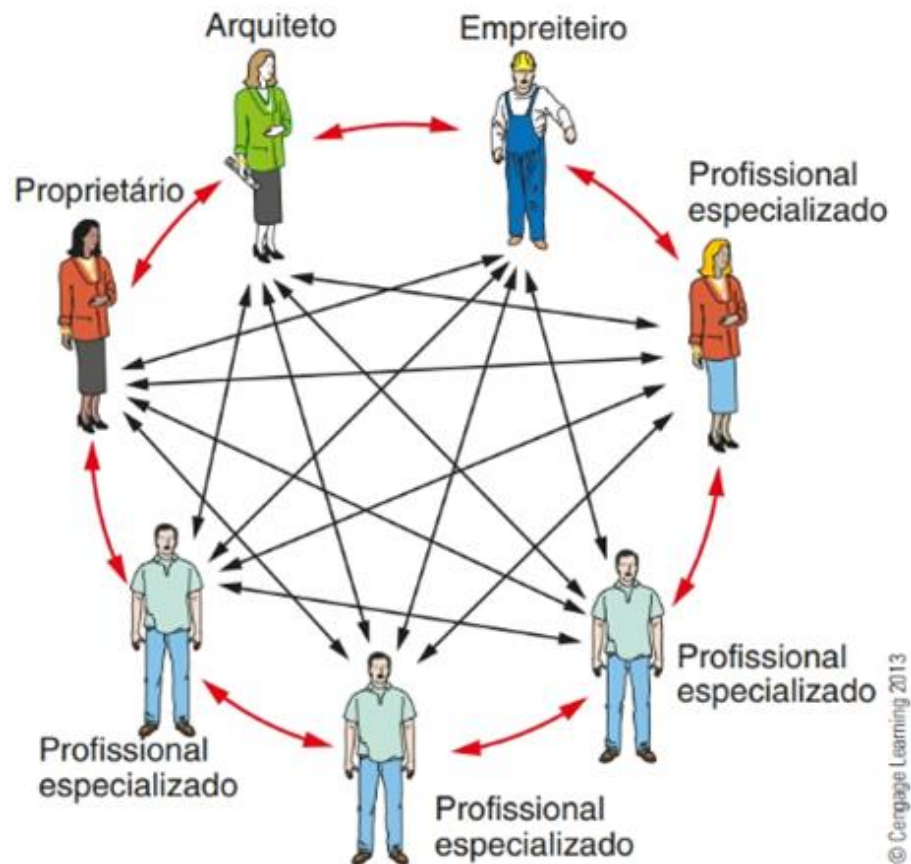 Arquiteto
Empreiteiro
Proprietário
Profissional
especializado
Profissional
especializado
Profissional
especializado
Profissional
especializado
© Cengage Learning 2013